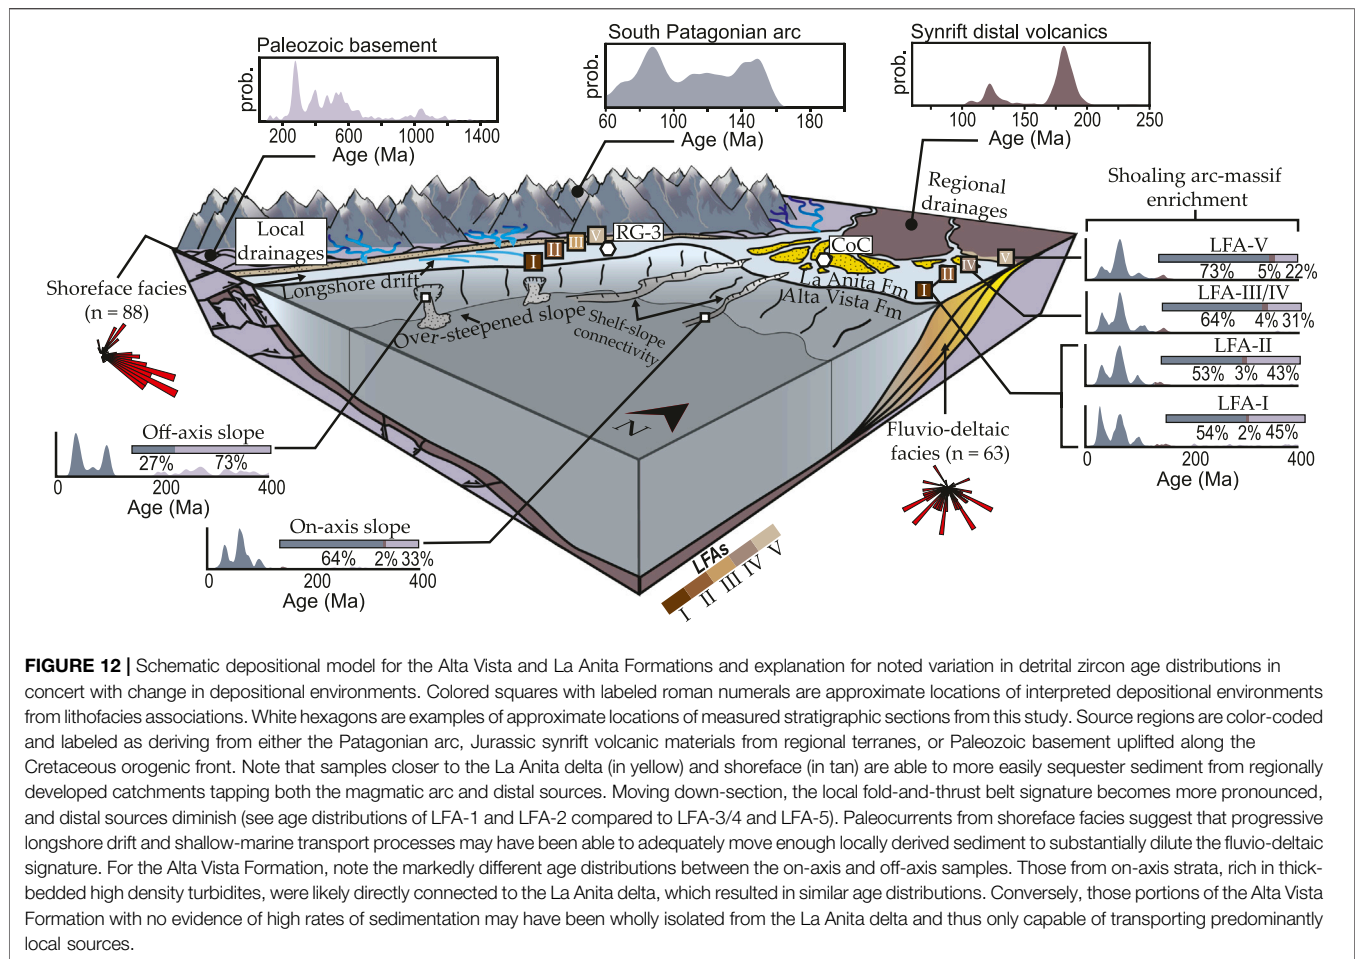 Paleozoic basement
prob.
200 600 1000 1400
Age (Ma)
South Patagonian arc
prob.
60 100 140 180
Age (Ma)
Synrift distal volcanics
prob.
100 150 200 250
Age (Ma)
Shoaling arc-massif
enrichment
LFA-V
73% 5% 22%
LFA-III/IV
64% 4% 31%
LFA-II
53% 3% 43%
LFA-I
54% 2% 45%
0 200 400
Age (Ma)
Regional
drainages
Local
drainages
RG-3
CoC
I
II
III
V
I
II
IV
V
Longshore drift
La Anita Fm
Alta Vista Fm
Over-steepened slope
Shelf-slope
connectivity
N
Shoreface facies
(n = 88)
Off-axis slope
27% 73%
0 200 400
Age (Ma)
On-axis slope
64% 2% 33%
0 200 400
Age (Ma)
Fluvio-deltaic
facies (n = 63)
LFAs
I II III IV V
FIGURE 12 | Schematic depositional model for the Alta Vista and La Anita Formations and explanation for noted variation in detrital zircon age distributions in
concert with change in depositional environments. Colored squares with labeled roman numerals are approximate locations of interpreted depositional environments
from lithofacies associations. White hexagons are examples of approximate locations of measured stratigraphic sections from this study. Source regions are color-coded
and labeled as deriving from either the Patagonian arc, Jurassic synrift volcanic materials from regional terranes, or Paleozoic basement uplifted along the
Cretaceous orogenic front. Note that samples closer to the La Anita delta (in yellow) and shoreface (in tan) are able to more easily sequester sediment from regionally
developed catchments tapping both the magmatic arc and distal sources. Moving down-section, the local fold-and-thrust belt signature becomes more pronounced,
and distal sources diminish (see age distributions of LFA-1 and LFA-2 compared to LFA-3/4 and LFA-5). Paleocurrents from shoreface facies suggest that progressive
longshore drift and shallow-marine transport processes may have been able to adequately move enough locally derived sediment to substantially dilute the fluvio-deltaic
signature. For the Alta Vista Formation, note the markedly different age distributions between the on-axis and off-axis samples. Those from on-axis strata, rich in thick-
bedded high density turbidites, were likely directly connected to the La Anita delta, which resulted in similar age distributions. Conversely, those portions of the Alta Vista
Formation with no evidence of high rates of sedimentation may have been wholly isolated from the La Anita delta and thus only capable of transporting predominantly
local sources.